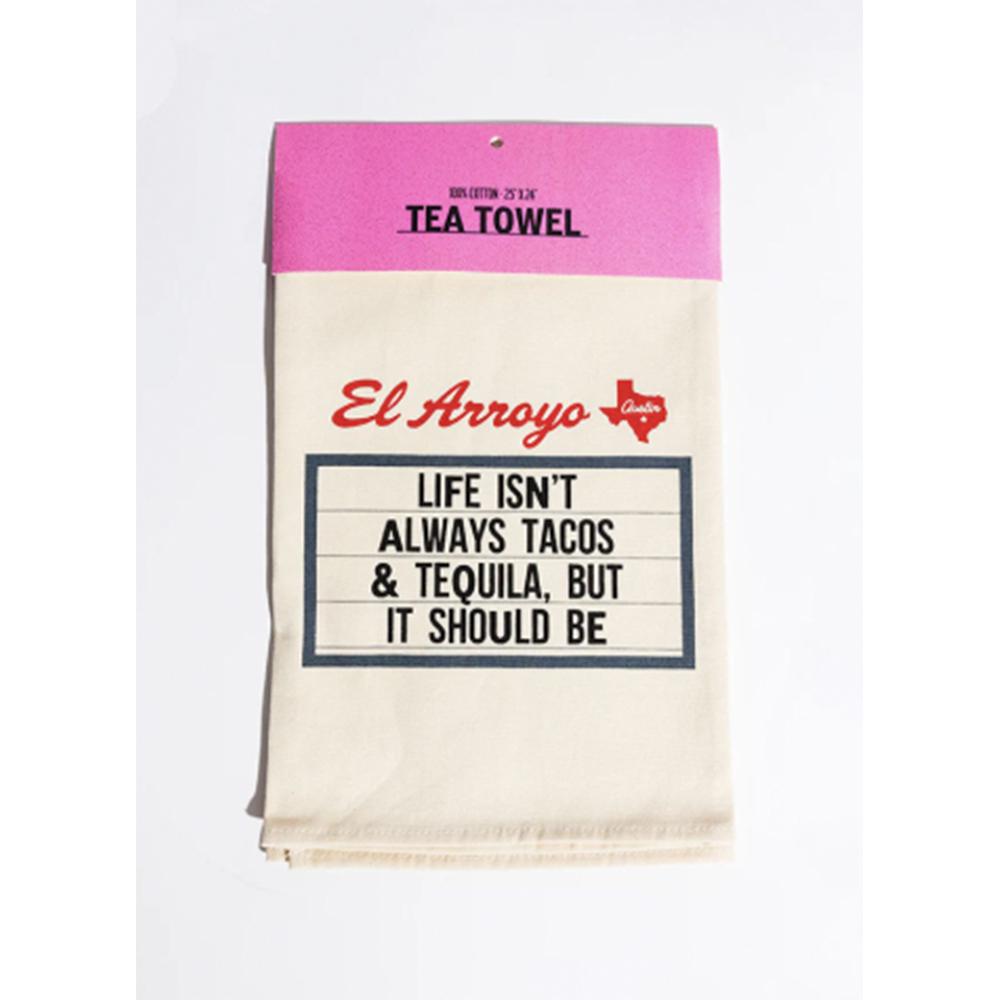 100% COTTON - 25" X 26"
TEA TOWEL
El Arroyo
Austin
LIFE ISN'T
ALWAYS TACOS
& TEQUILA, BUT
IT SHOULD BE